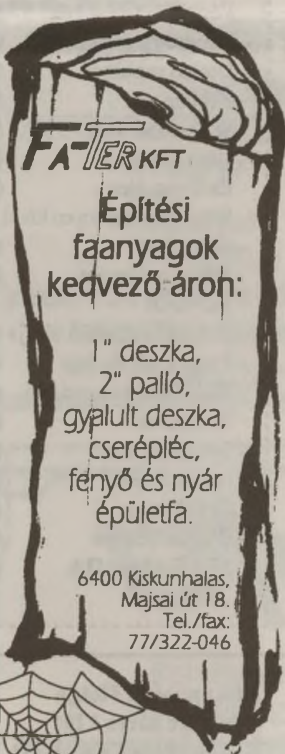 FA-TER KFT
Építési
faanyagok
kedvező áron:
1" deszka,
2" palló,
gyalult deszka,
cserépléc,
fenyő és nyár
épületfa.
6400 Kiskunhalas,
Majsai út 18.
Tel./fax:
77/322-046